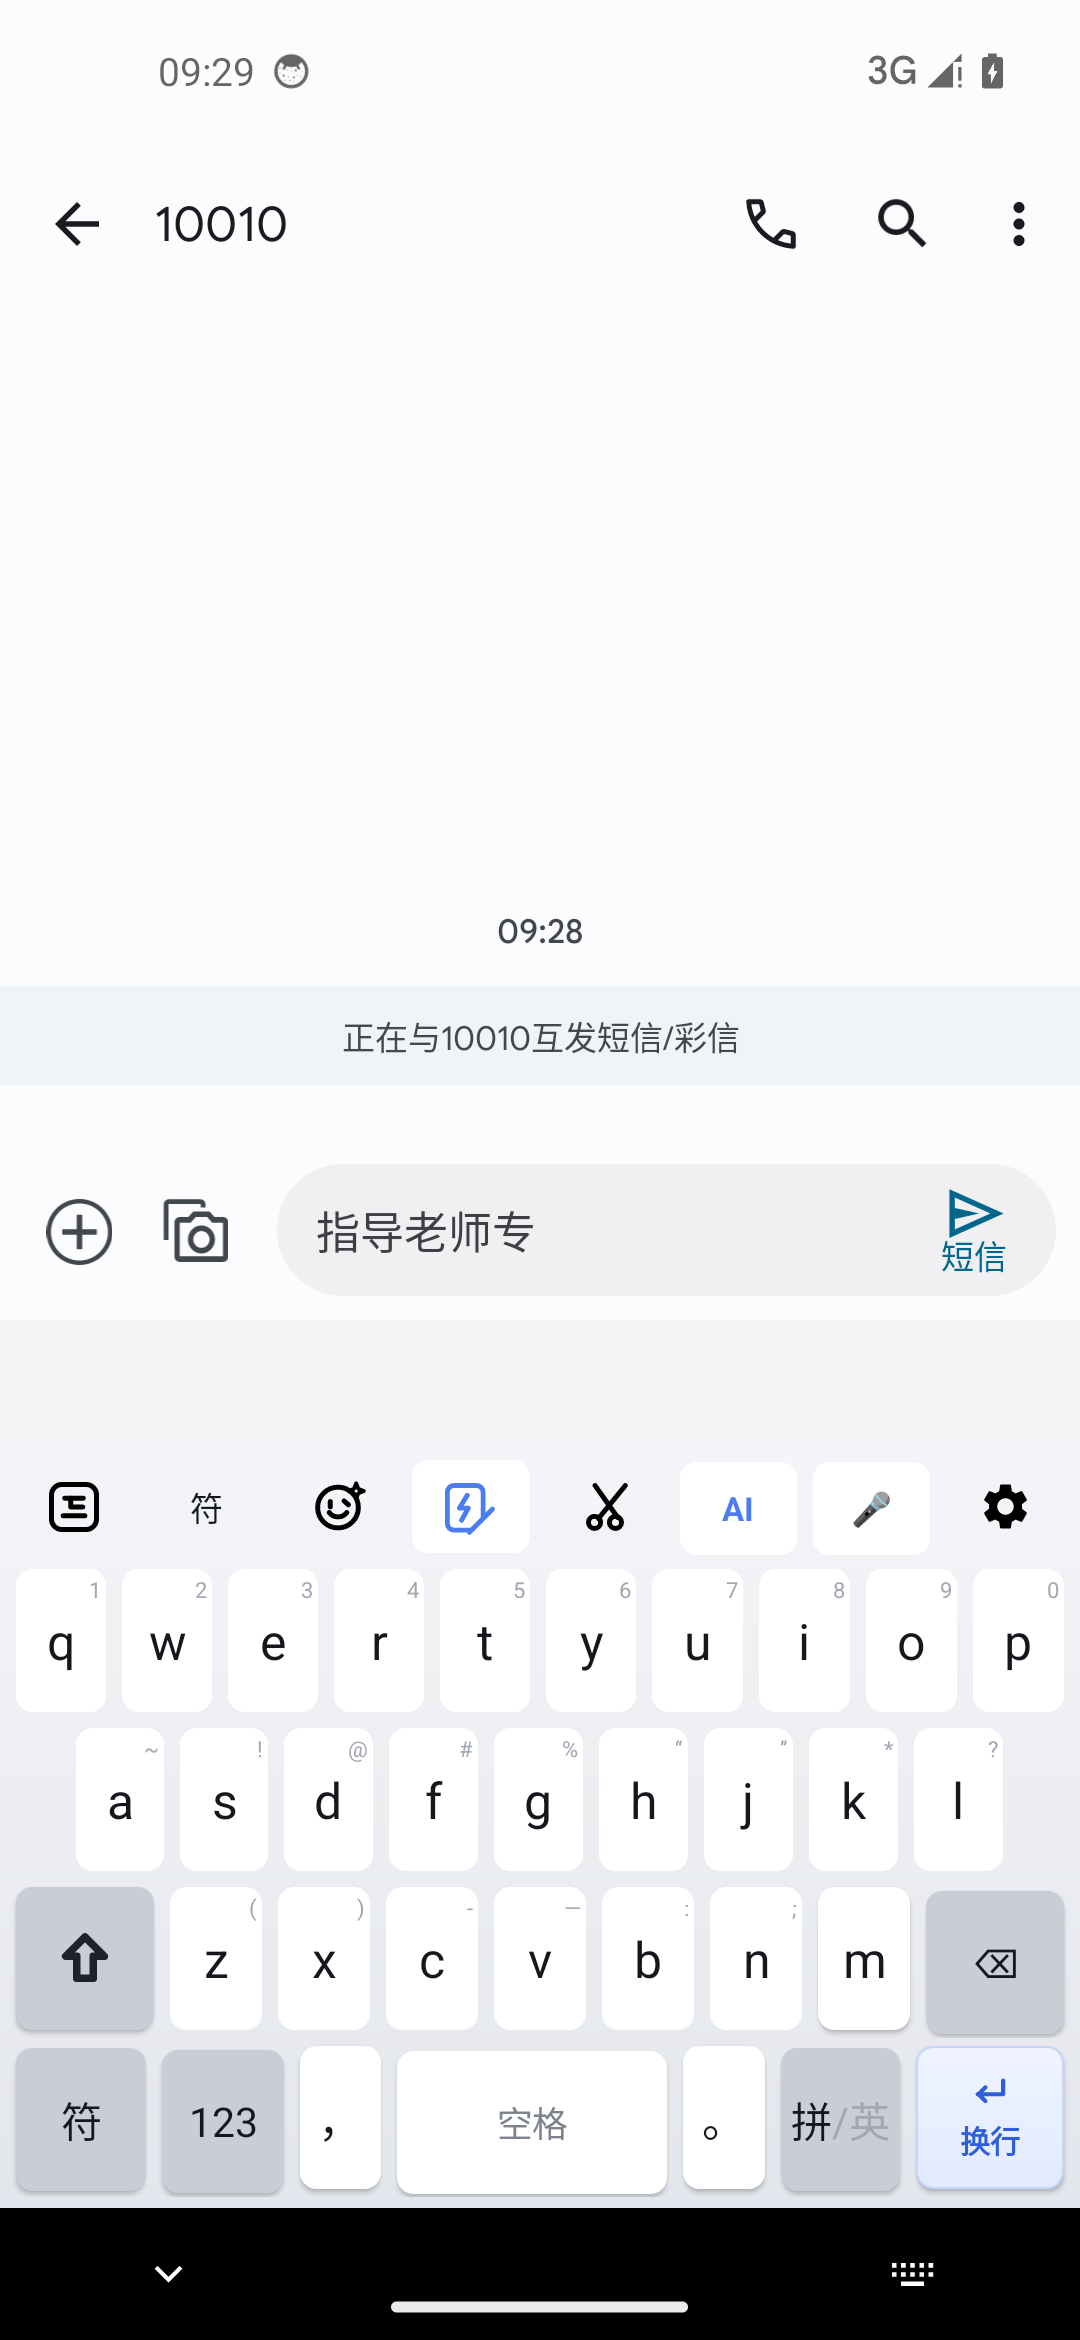 09:29
3G
10010
09:28
正在与10010互发短信/彩信
指导老师专
短信
符
AI
1 2 3 4 5 6 7 8 9 0
q w e r t y u i o p
~ ! @ # % “ ” * ?
a s d f g h j k l
( ) - — : ;
z x c v b n m
符 123 ， 空格 。 拼/英 换行